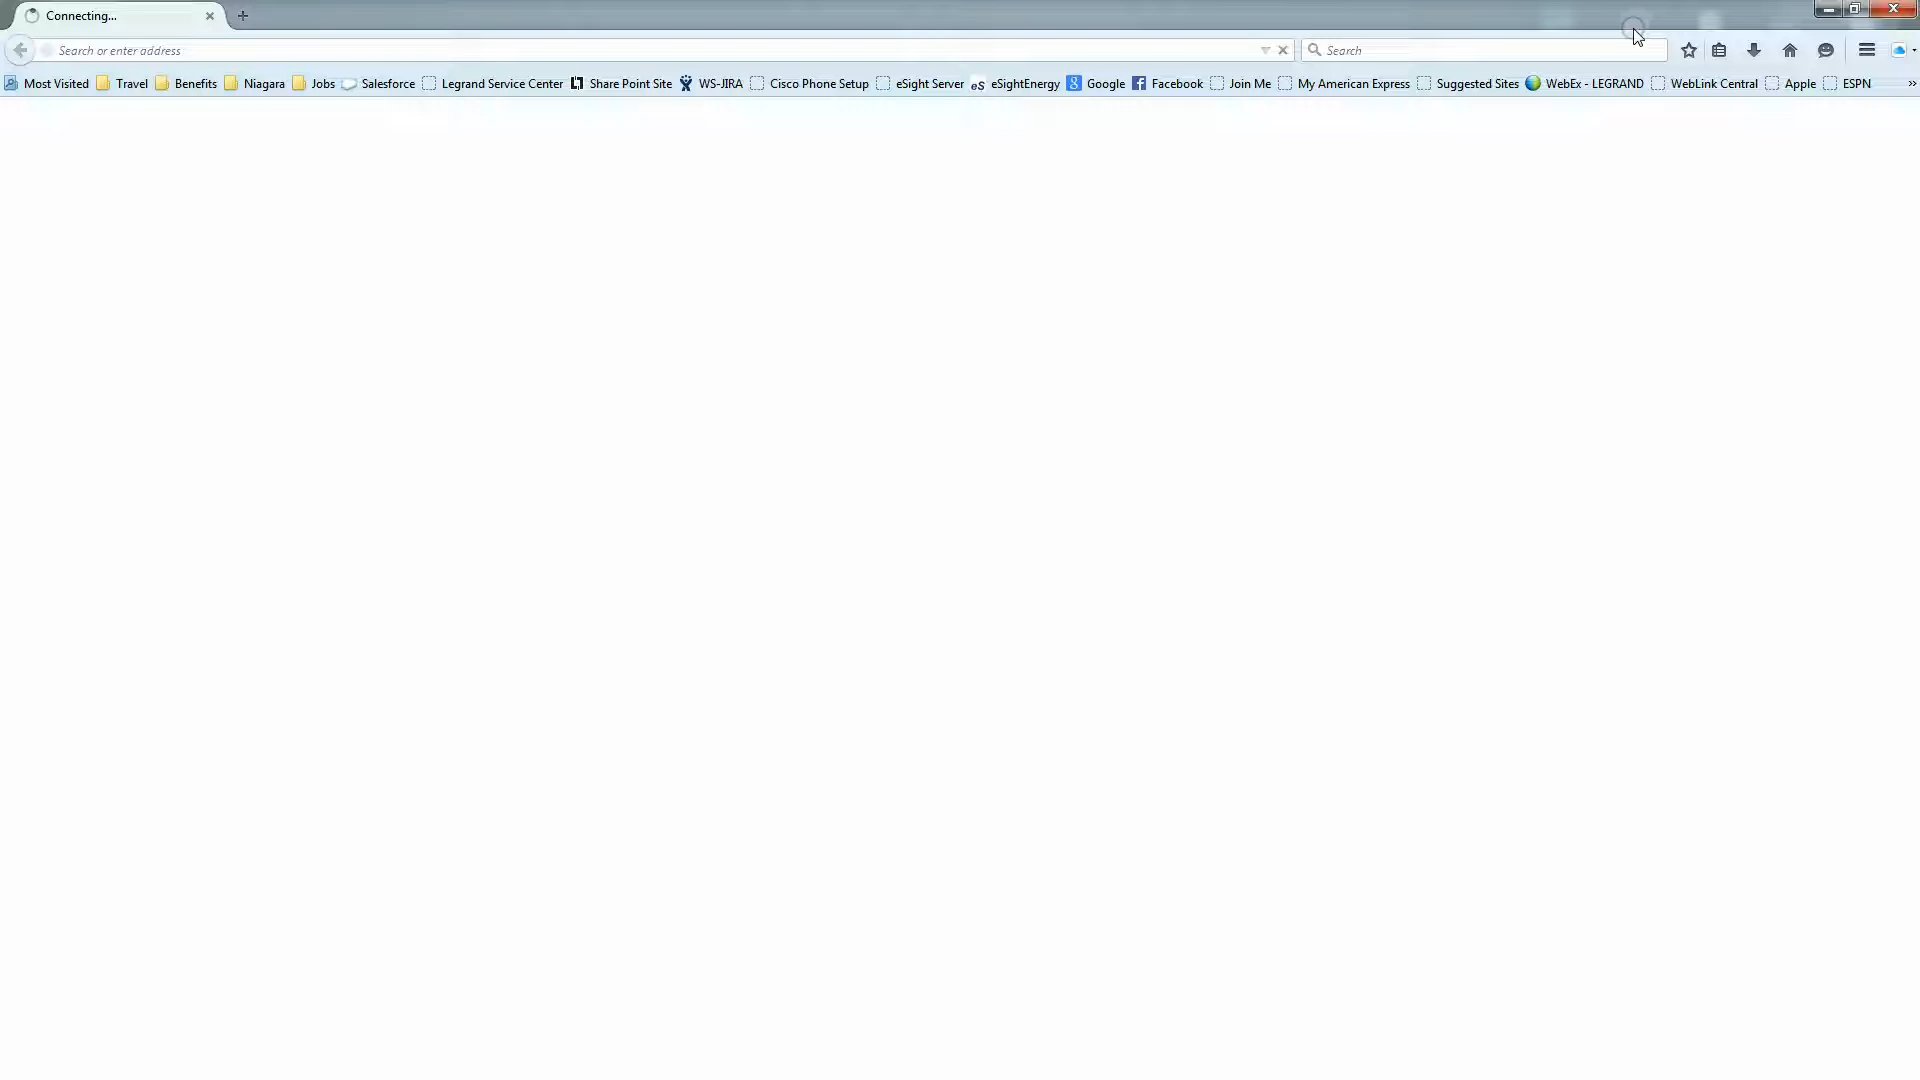 Connecting...
Search or enter address
Search
Most Visited Travel Benefits Niagara Jobs Salesforce Legrand Service Center Share Point Site WS-JIRA Cisco Phone Setup eSight Server eS eSightEnergy 8 Google f Facebook Join Me My American Express Suggested Sites WebEx - LEGRAND WebLink Central Apple ESPN »